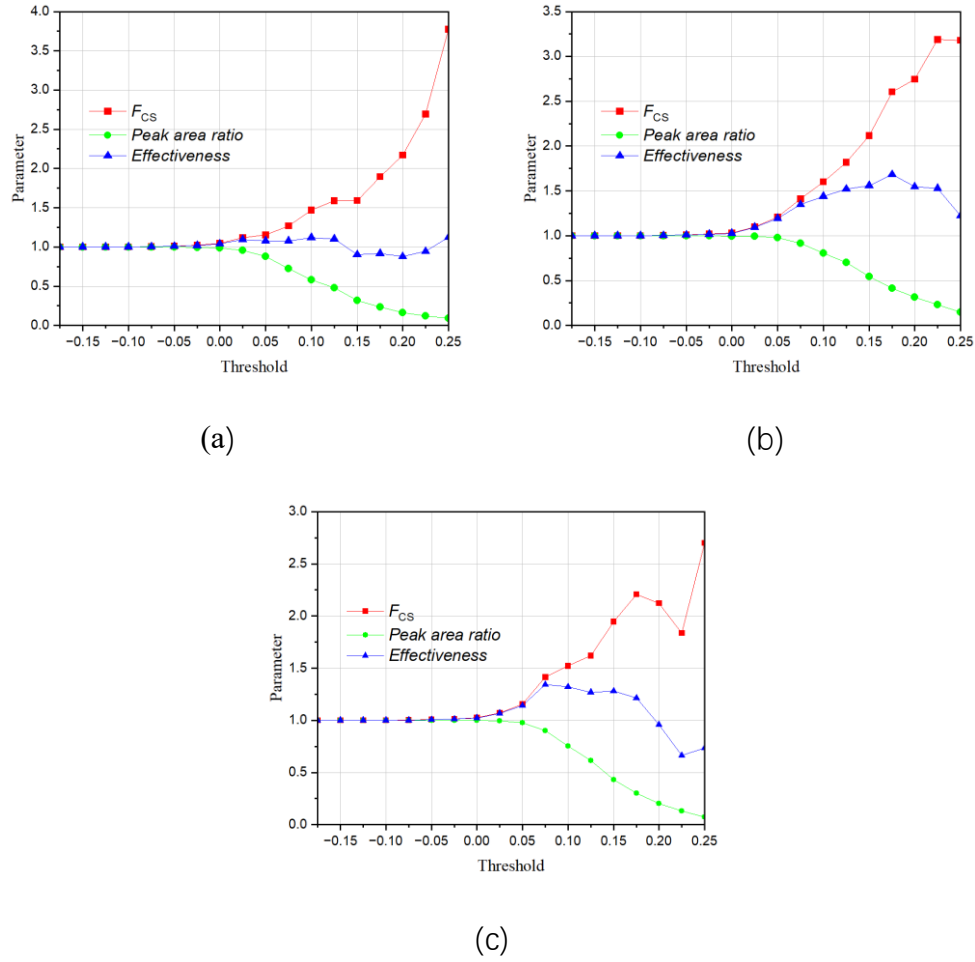 4.0
3.5
3.0
2.5
2.0
1.5
1.0
0.5
0.0
Parameter
F_CS
Peak area ratio
Effectiveness
−0.15 −0.10 −0.05 0.00 0.05 0.10 0.15 0.20 0.25
Threshold
(a)
3.5
3.0
2.5
2.0
1.5
1.0
0.5
0.0
Parameter
F_CS
Peak area ratio
Effectiveness
−0.15 −0.10 −0.05 0.00 0.05 0.10 0.15 0.20 0.25
Threshold
(b)
3.0
2.5
2.0
1.5
1.0
0.5
0.0
Parameter
F_CS
Peak area ratio
Effectiveness
−0.15 −0.10 −0.05 0.00 0.05 0.10 0.15 0.20 0.25
Threshold
(c)